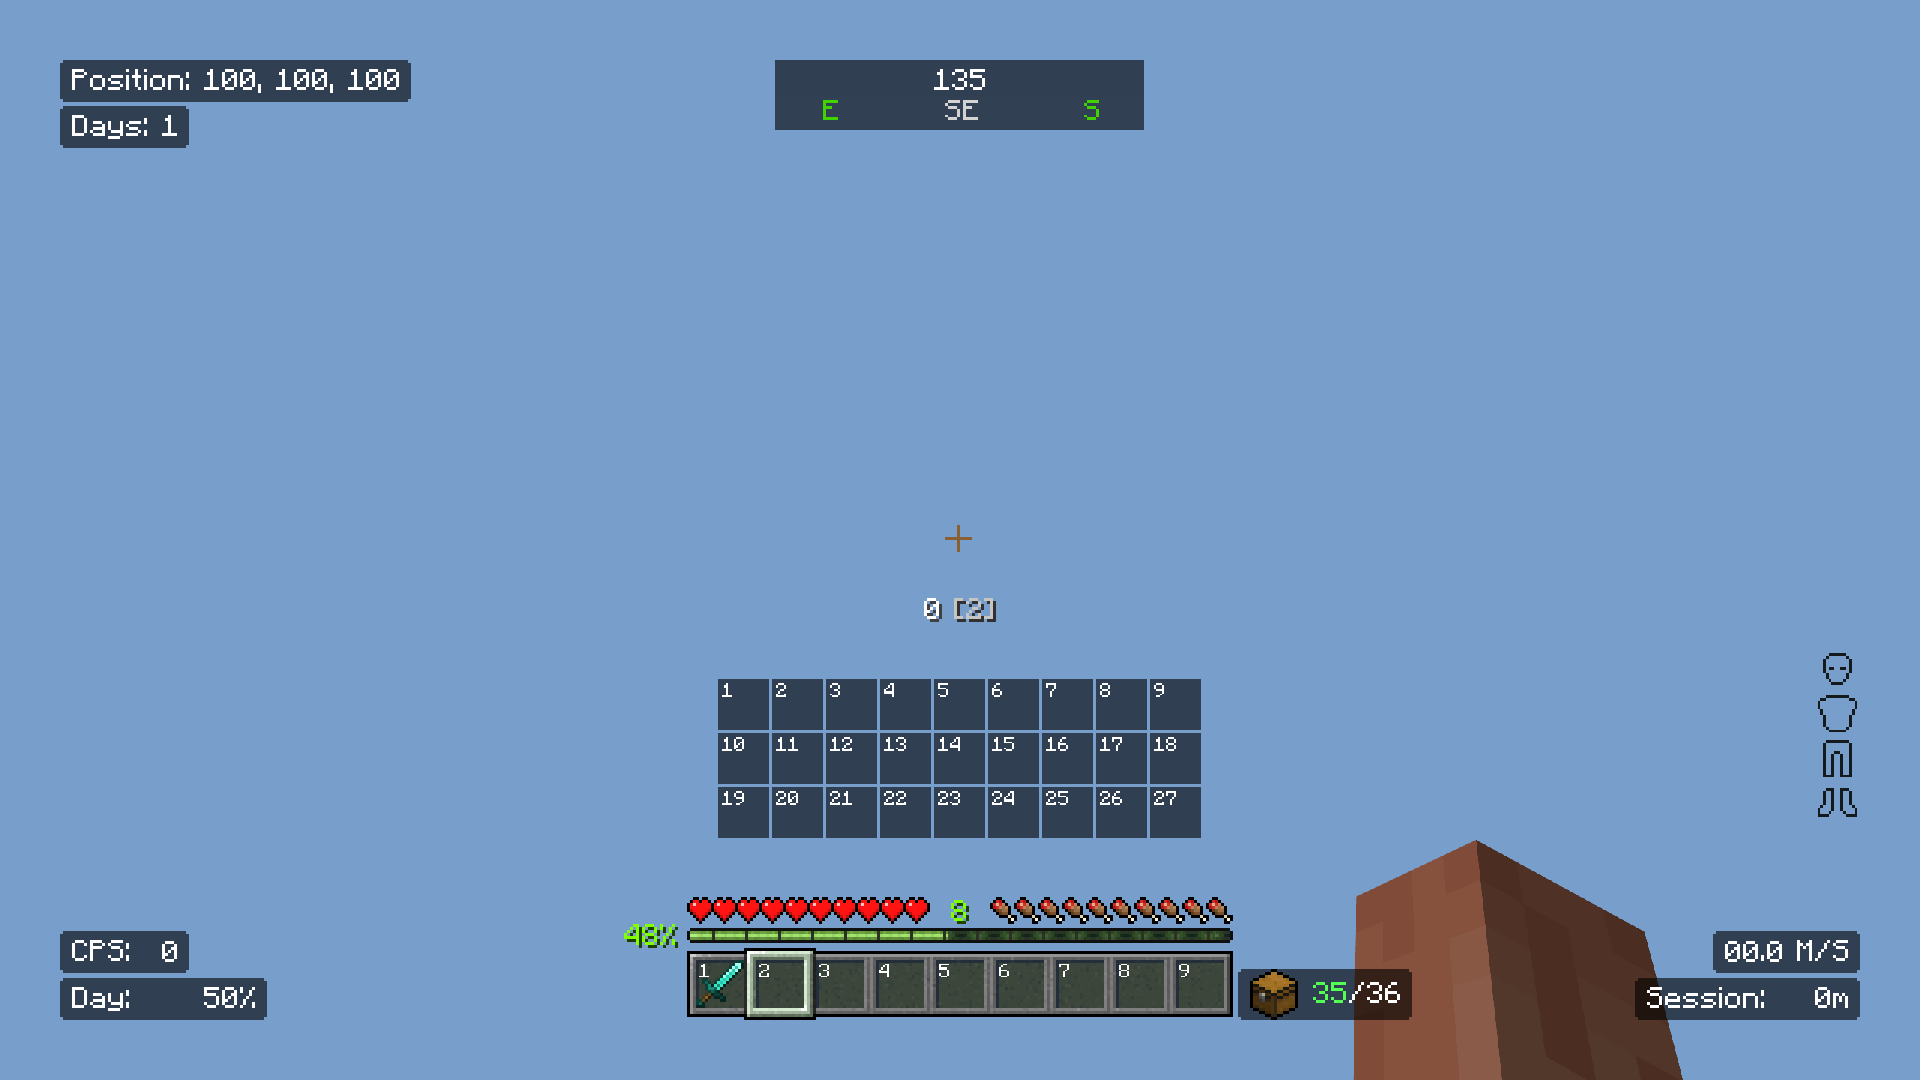 Position: 100, 100, 100
Days: 1
135
E SE S
0 [2]
1 2 3 4 5 6 7 8 9
10 11 12 13 14 15 16 17 18
19 20 21 22 23 24 25 26 27
8
48%
1 2 3 4 5 6 7 8 9
35/36
CPS: 0
Day: 50%
00.0 M/S
Session: 0m